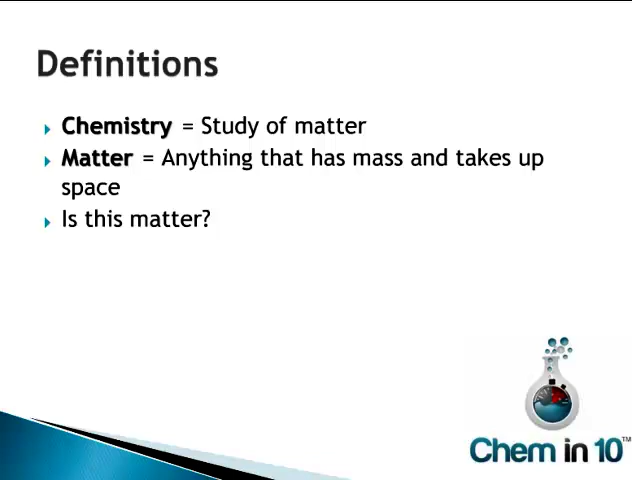 Definitions
Chemistry = Study of matter
Matter = Anything that has mass and takes up
space
Is this matter?
Chem in 10™